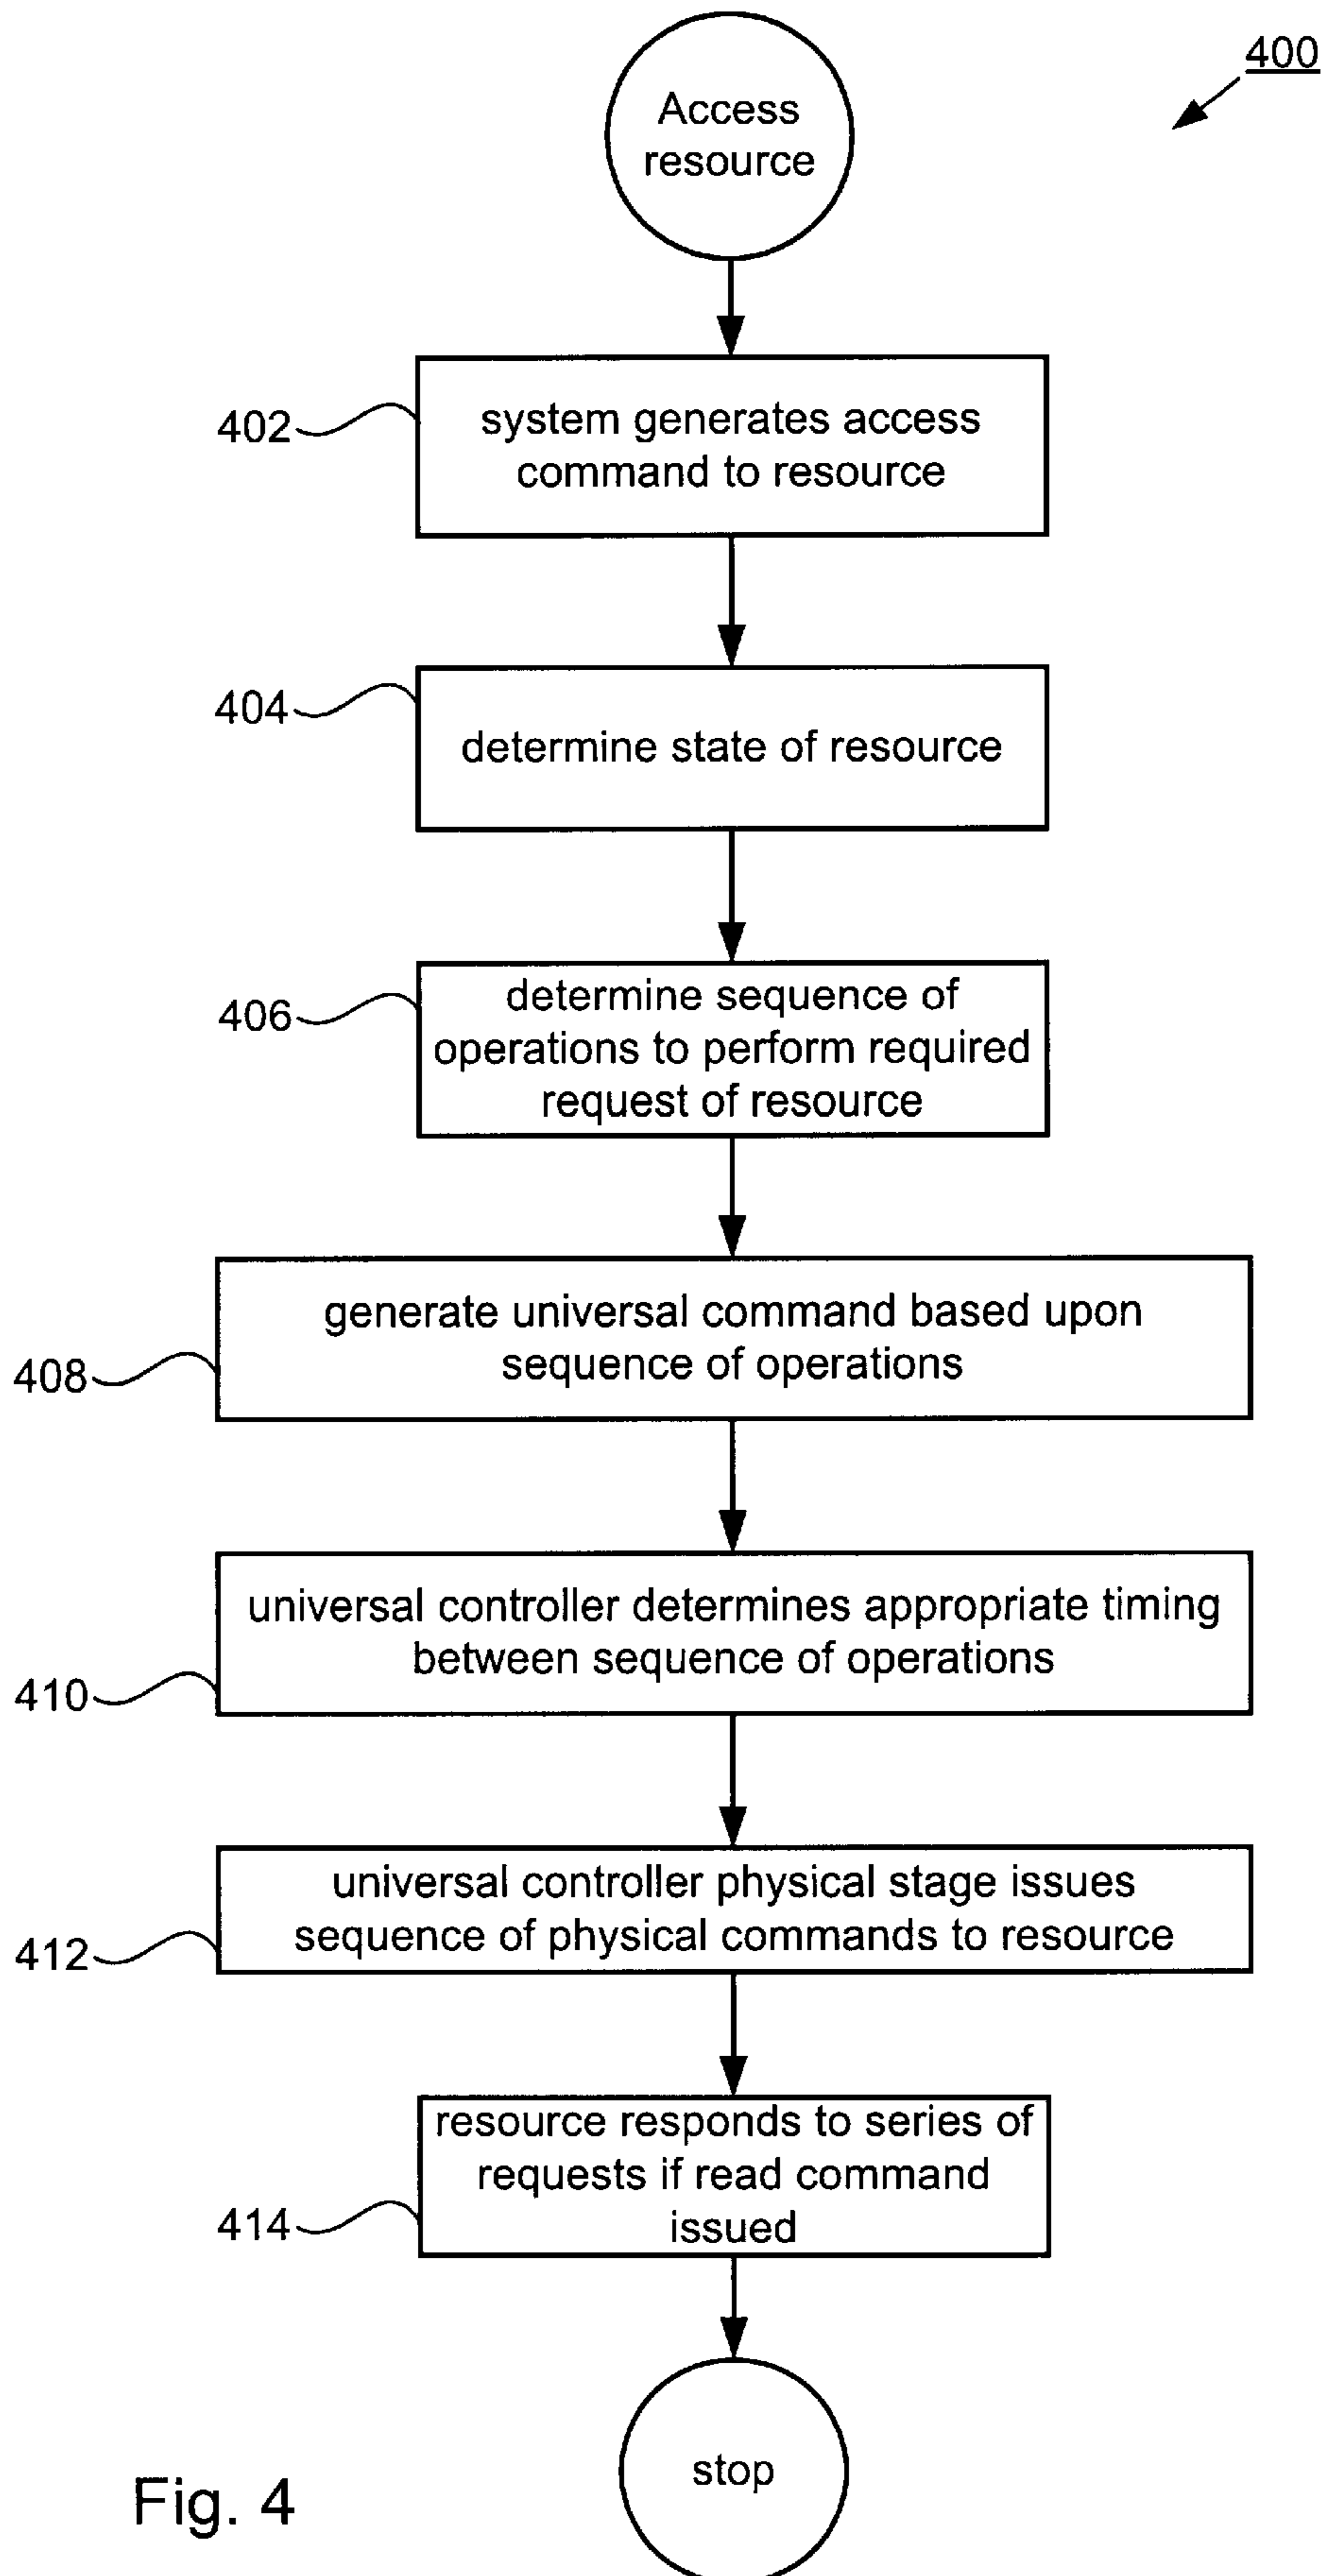 400
Access
resource
402
system generates access
command to resource
404
determine state of resource
406
determine sequence of
operations to perform required
request of resource
408
generate universal command based upon
sequence of operations
410
universal controller determines appropriate timing
between sequence of operations
412
universal controller physical stage issues
sequence of physical commands to resource
414
resource responds to series of
requests if read command
issued
stop
Fig. 4